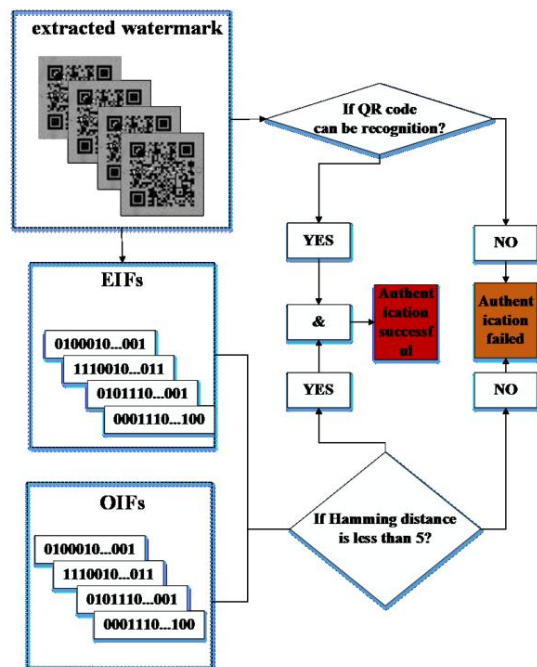 extracted watermark
If QR code
can be recognition?
YES
NO
EIFs
0100010...001
1110010...011
0101110...001
0001110...100
&
Authent
ication
successf
ul
Authent
ication
failed
YES
NO
OIFs
0100010...001
1110010...011
0101110...001
0001110...100
If Hamming distance
is less than 5?